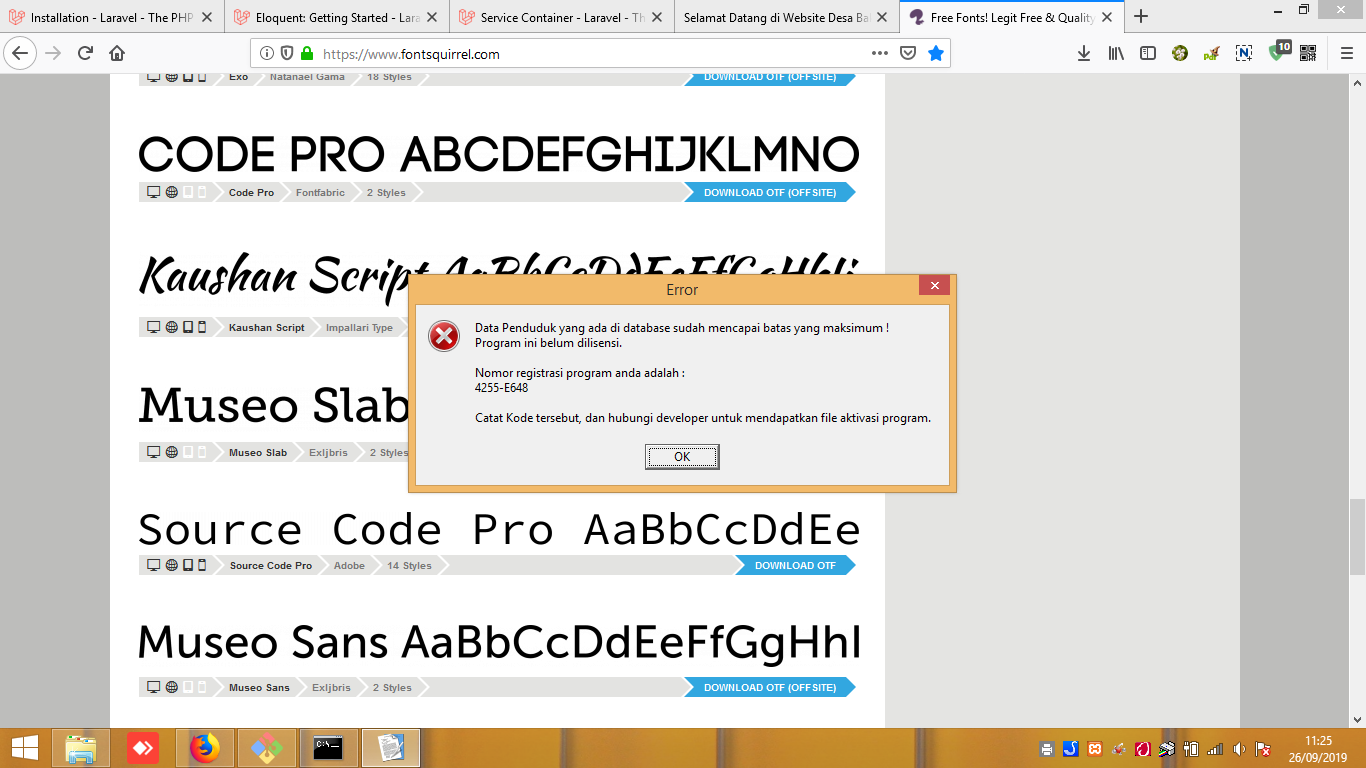 Installation - Laravel - The PHP
Eloquent: Getting Started - Lara
Service Container - Laravel - Th
Selamat Datang di Website Desa Ba
Free Fonts! Legit Free & Quality
https://www.fontsquirrel.com
10
Exo Natanael Gama 18 Styles DOWNLOAD OTF (OFFSITE)
CODE PRO ABCDEFGHIJKLMNO
Code Pro Fontfabric 2 Styles DOWNLOAD OTF (OFFSITE)
Kaushan Script AaBbCcDdEeFfGgHhIi
Kaushan Script Impallari Type
Error
Data Penduduk yang ada di database sudah mencapai batas yang maksimum !
Program ini belum dilisensi.
Nomor registrasi program anda adalah :
4255-E648
Catat Kode tersebut, dan hubungi developer untuk mendapatkan file aktivasi program.
OK
Museo Slab
Museo Slab Exljbris 2 Styles
Source Code Pro AaBbCcDdEe
Source Code Pro Adobe 14 Styles DOWNLOAD OTF
Museo Sans AaBbCcDdEeFfGgHhI
Museo Sans Exljbris 2 Styles DOWNLOAD OTF (OFFSITE)
11:25
26/09/2019